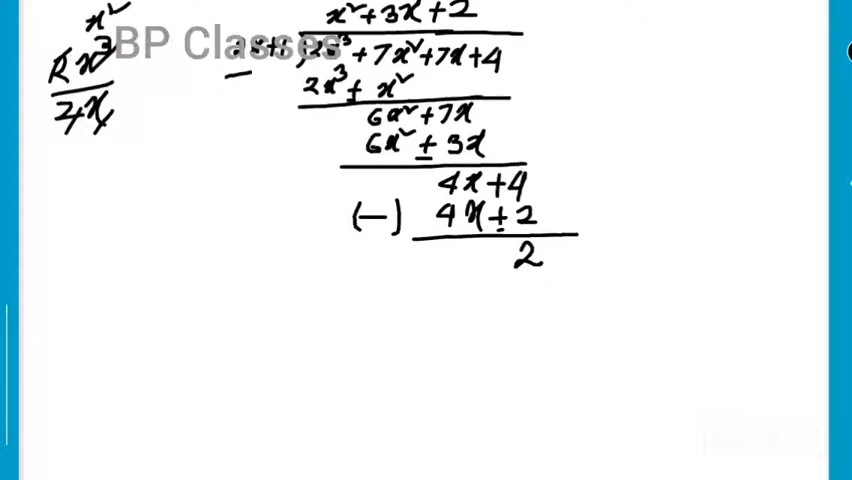 x²
2x³
2x
BP Classes
x² + 3x + 2
2x+1 ) 2x³ + 7x² + 7x + 4
− 2x³ ± x²
6x² + 7x
6x² ± 3x
4x + 4
(−) 4x ± 2
2